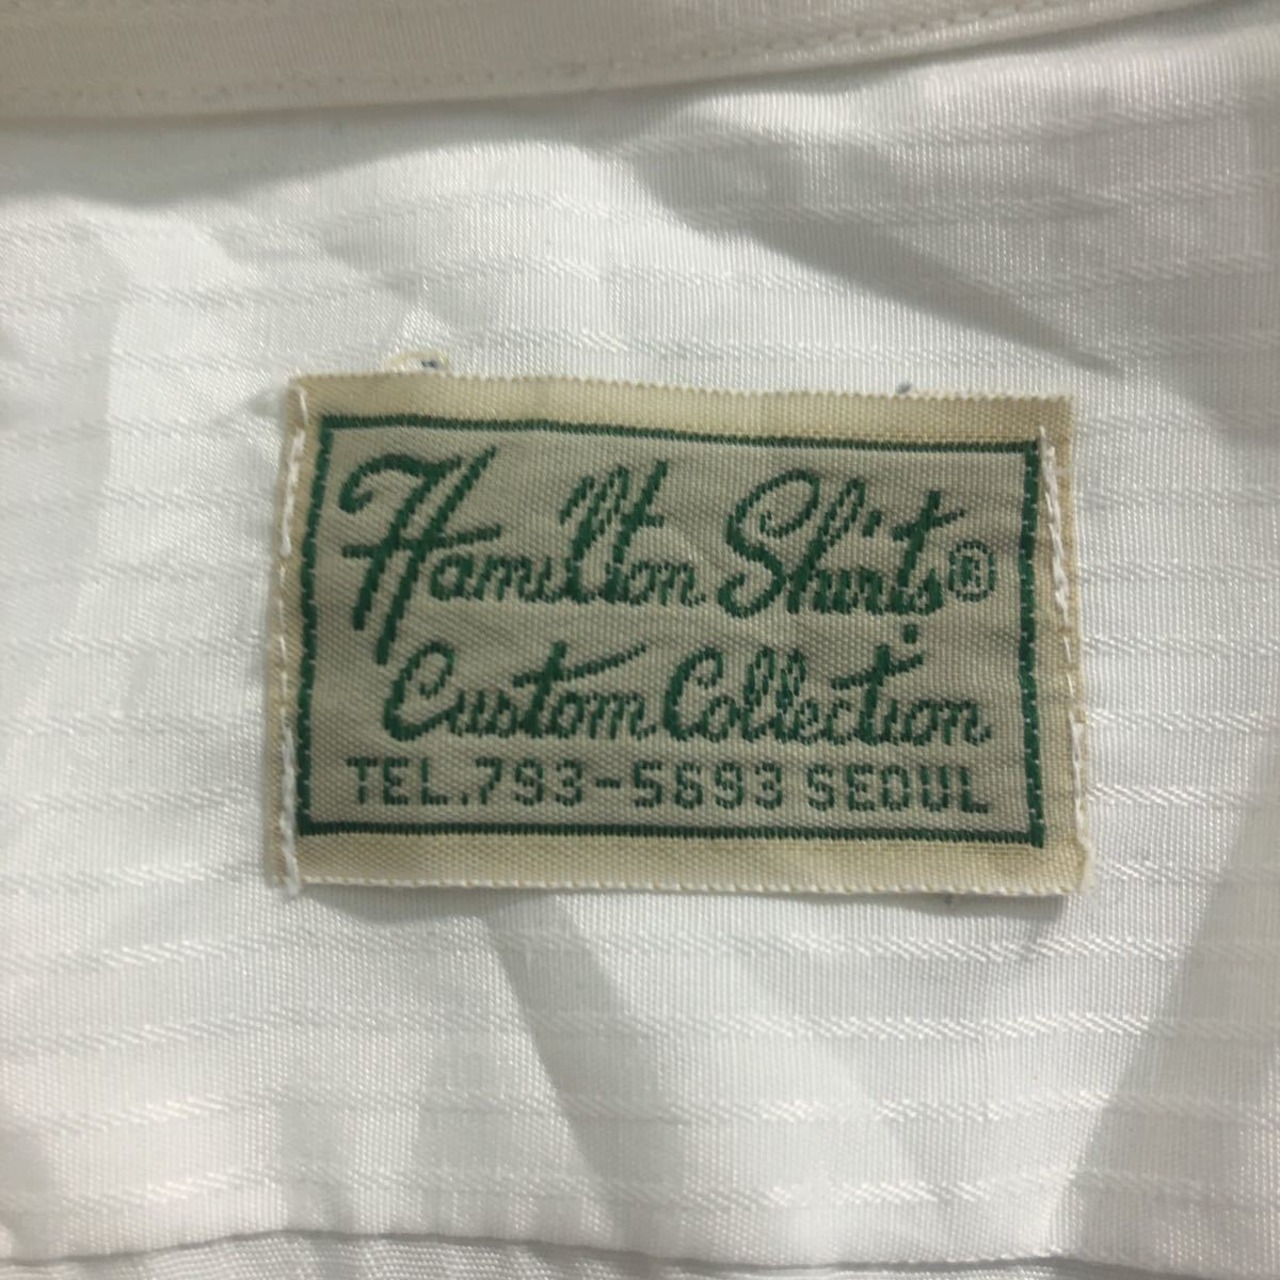 Hamilton Shirts®
Custom Collection
TEL.793-5693 SEOUL